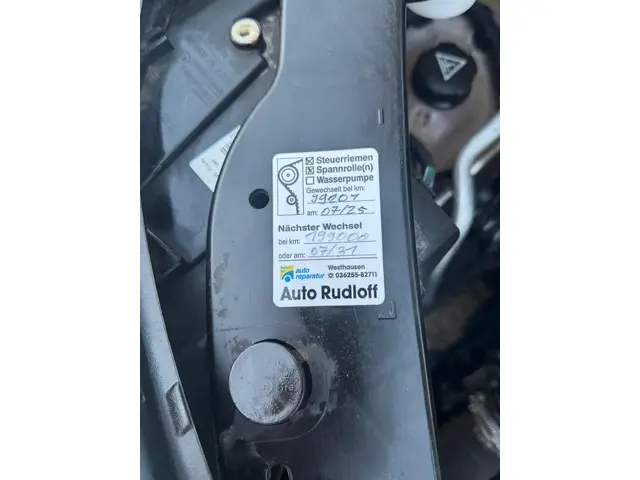 ☒ Steuerriemen
☒ Spannrolle(n)
☐ Wasserpumpe
Gewechselt bei km:
99201
am: 07/25
Nächster Wechsel
bei km: 199000
oder am: 07/31
auto
reparatur
Westhausen
036255-82711
Auto Rudloff